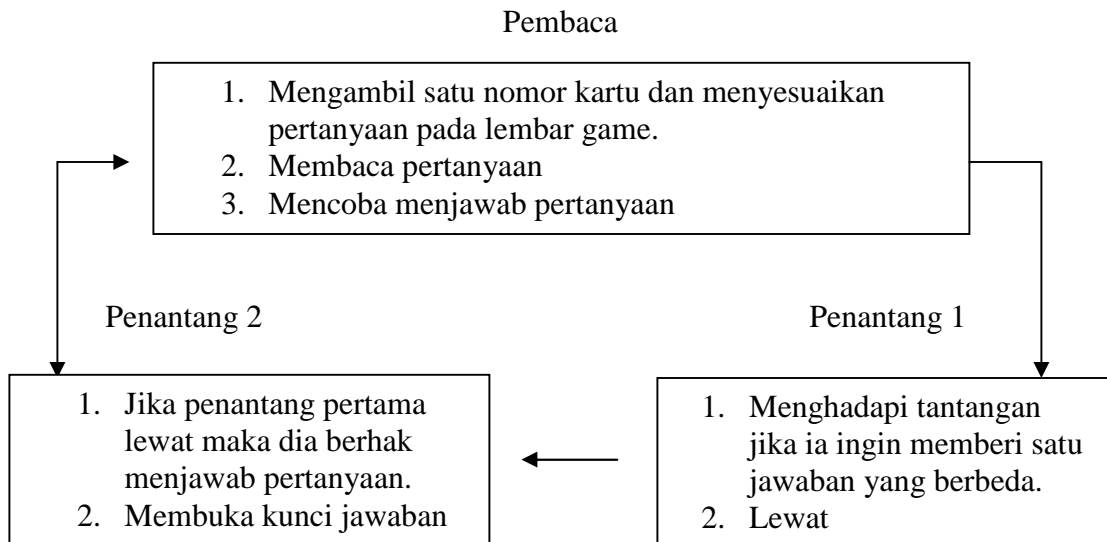 Pembaca
1. Mengambil satu nomor kartu dan menyesuaikan
pertanyaan pada lembar game.
2. Membaca pertanyaan
3. Mencoba menjawab pertanyaan
Penantang 2
Penantang 1
1. Jika penantang pertama
lewat maka dia berhak
menjawab pertanyaan.
2. Membuka kunci jawaban
1. Menghadapi tantangan
jika ia ingin memberi satu
jawaban yang berbeda.
2. Lewat